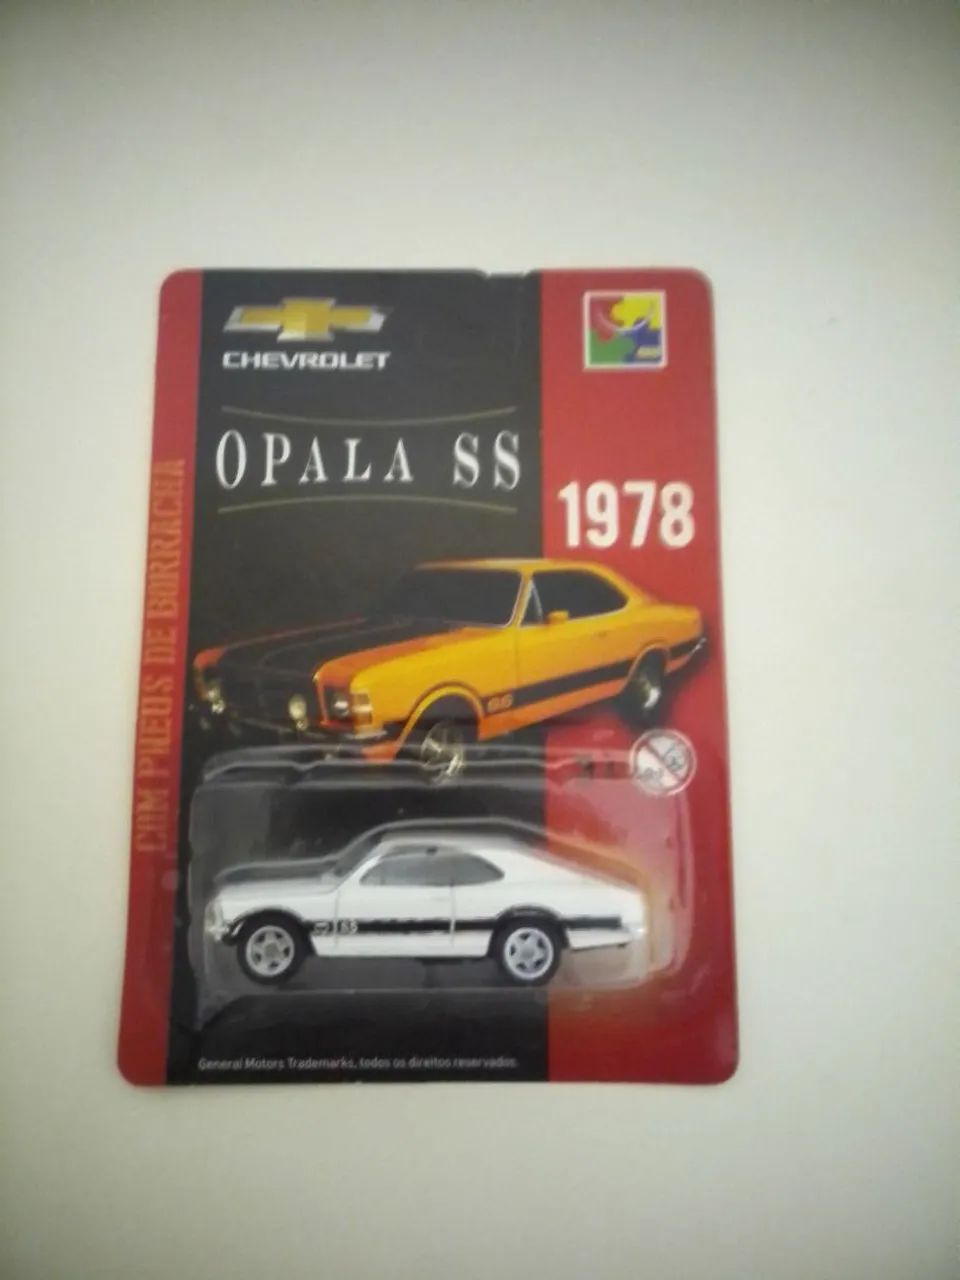 CHEVROLET
OPALA SS
1978
COM PNEUS DE BORRACHA
SS
SS
General Motors Trademarks, todos os direitos reservados.